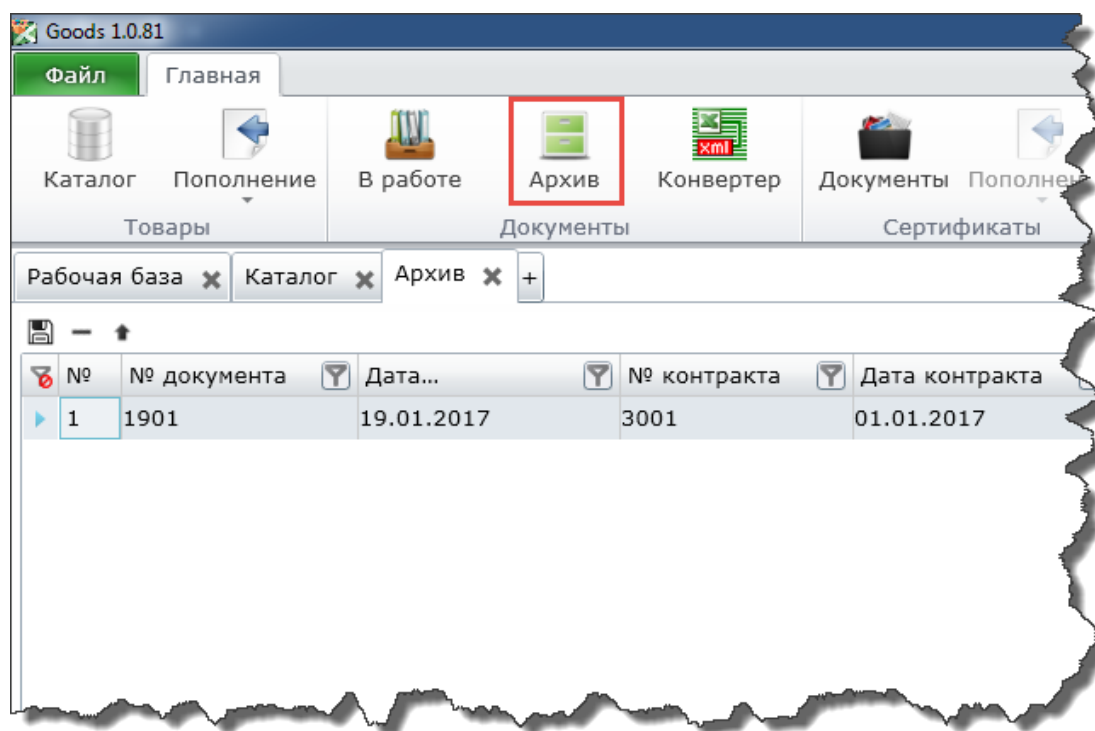 Goods 1.0.81
Файл Главная
Каталог Пополнение В работе Архив xml Конвертер Документы
Товары Документы Сертификаты
Рабочая база Каталог Архив +
№ № документа Дата... № контракта Дата контракта
1 1901 19.01.2017 3001 01.01.2017